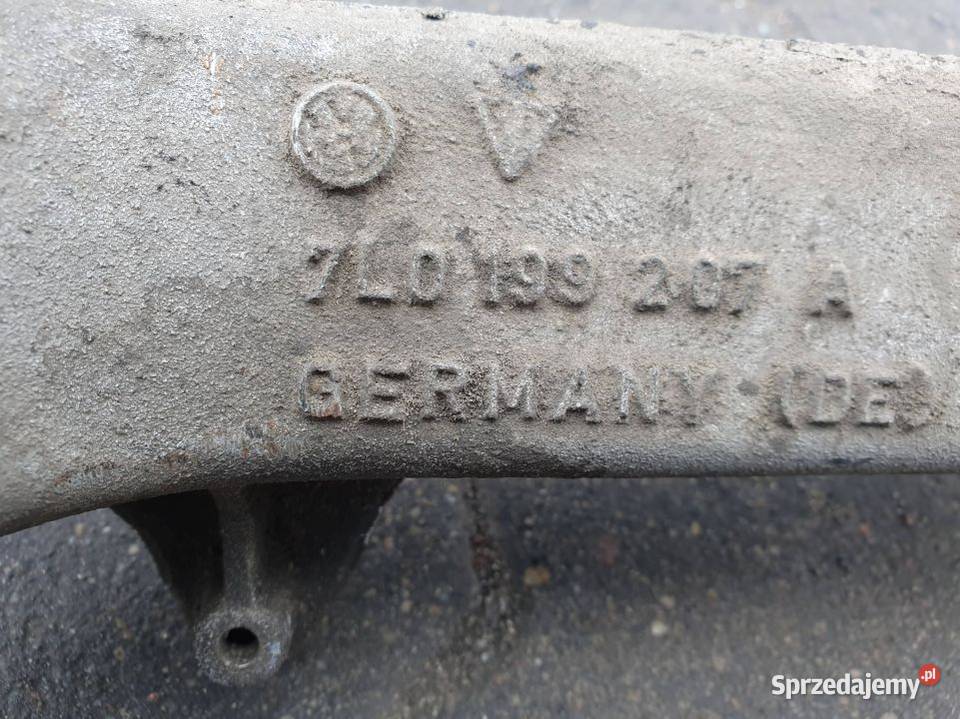 7L0 199 207 A
GERMANY (DE)
Sprzedajemy.pl